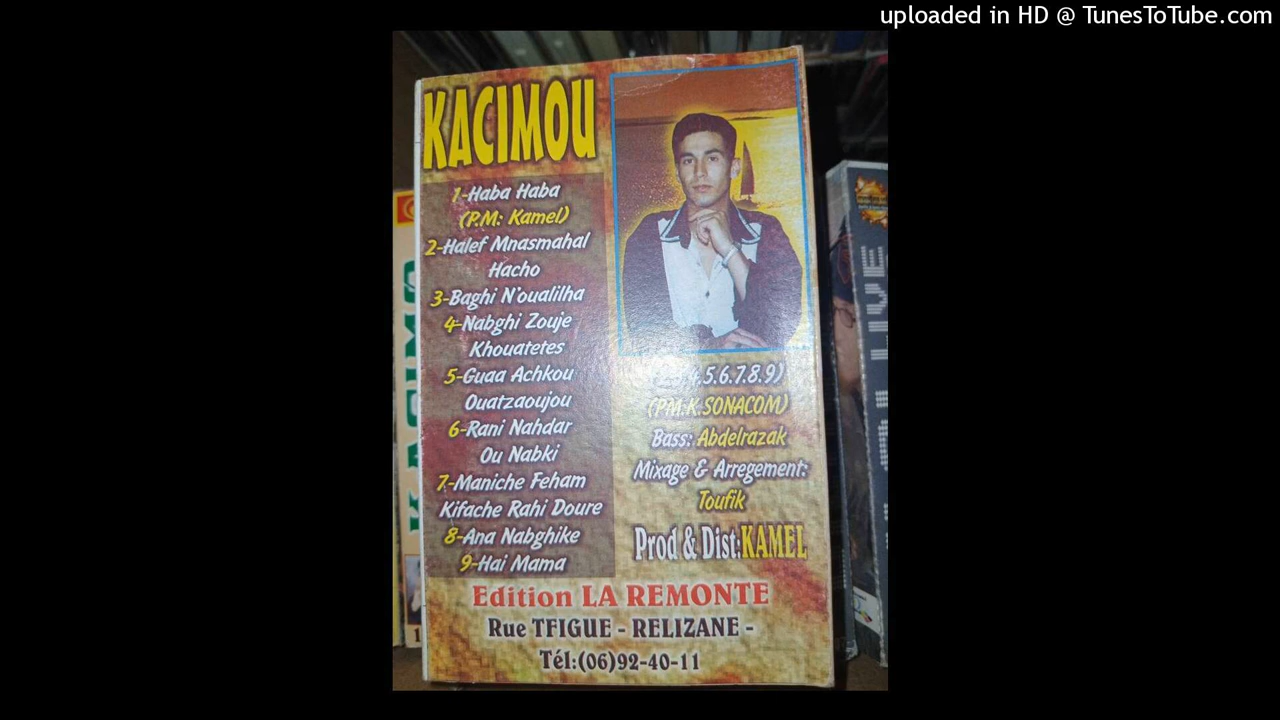 uploaded in HD @ TunesToTube.com
KACIMOU
1-Haba Haba
(P.M: Kamel)
2-Halef Mnasmahal
Hacho
3-Baghi N'oualilha
4-Nabghi Zouje
Khouatetes
5-Guaa Achkou
Ouatzaoujou
6-Rani Nahdar
Ou Nabki
7-Maniche Feham
Kifache Rahi Doure
8-Ana Nabghike
9-Hai Mama
4.5.6.7.8.9)
(PM:K.SONACOM)
Bass: Abdelrazak
Mixage & Arregement:
Toufik
Prod & Dist:KAMEL
Edition LA REMONTE
Rue TFIGUE - RELIZANE -
Tél:(06)92-40-11
KACIMO
LIVE